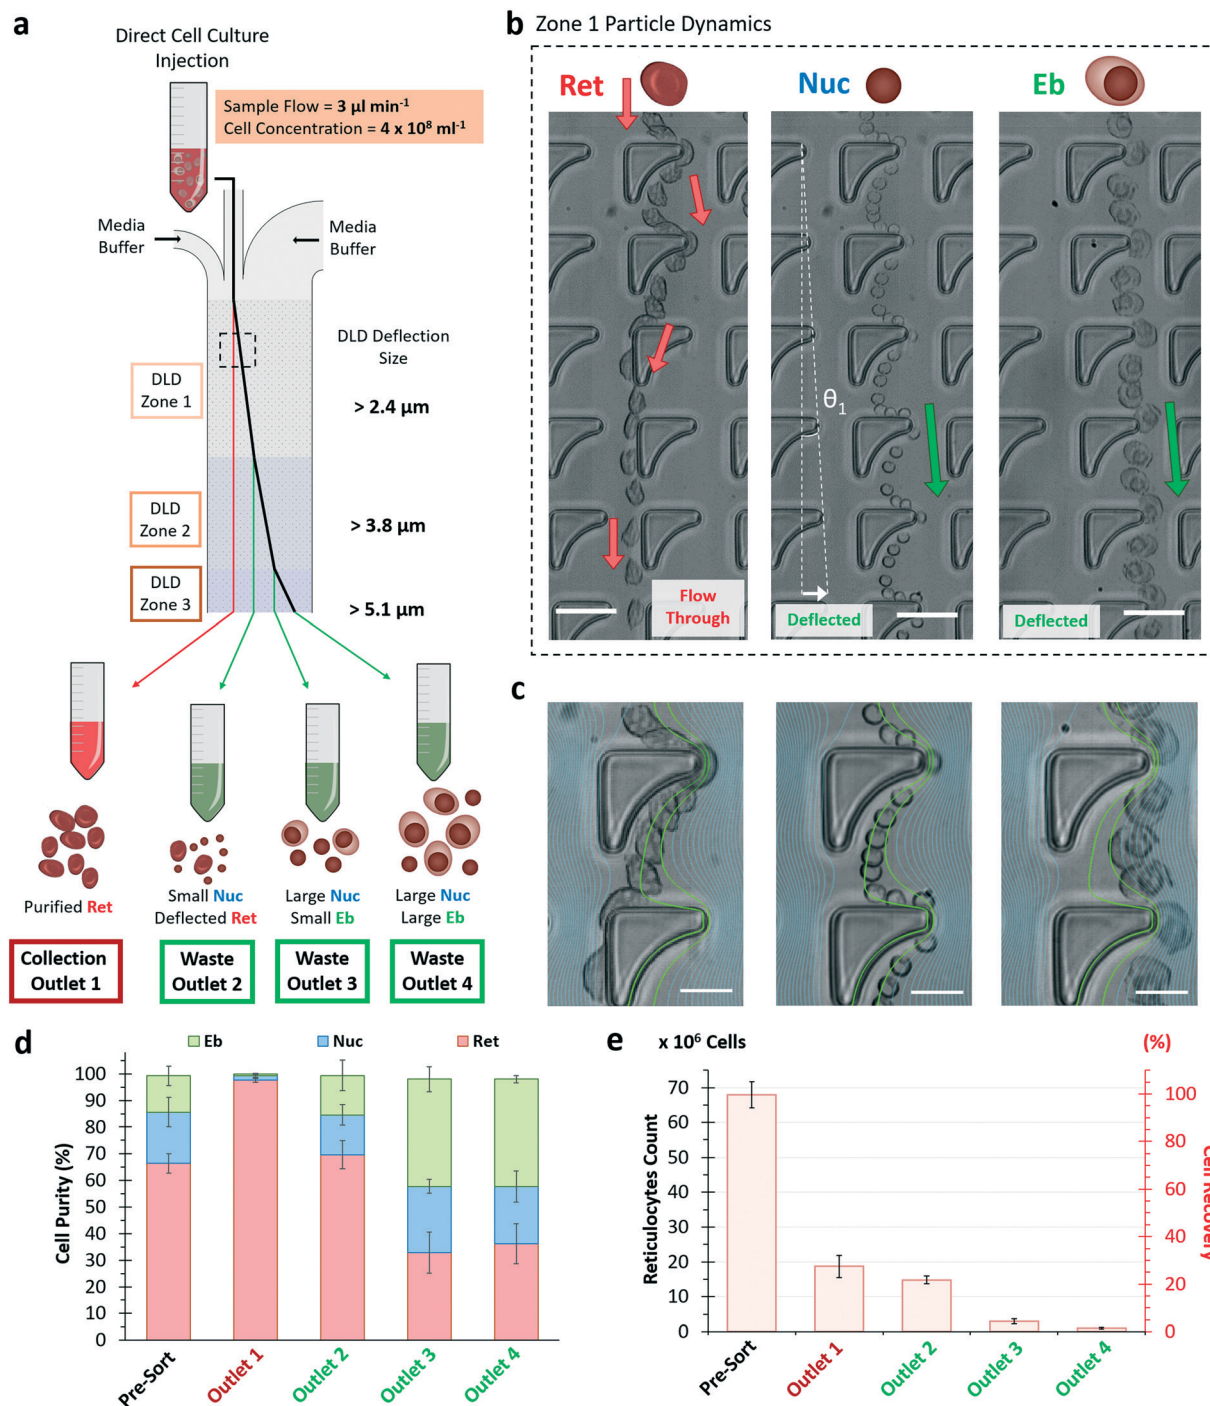 a
Direct Cell Culture
Injection
Sample Flow = 3 µl min⁻¹
Cell Concentration = 4 x 10⁸ ml⁻¹
Media
Buffer
Media
Buffer
DLD Deflection
Size
DLD
Zone 1
> 2.4 µm
DLD
Zone 2
> 3.8 µm
DLD
Zone 3
> 5.1 µm
Purified Ret
Small Nuc
Deflected Ret
Large Nuc
Small Eb
Large Nuc
Large Eb
Collection
Outlet 1
Waste
Outlet 2
Waste
Outlet 3
Waste
Outlet 4
b Zone 1 Particle Dynamics
Ret
Nuc
Eb
θ₁
Flow
Through
Deflected
Deflected
c
d
Eb
Nuc
Ret
Cell Purity (%)
100
90
80
70
60
50
40
30
20
10
0
Pre-Sort
Outlet 1
Outlet 2
Outlet 3
Outlet 4
e
x 10⁶ Cells
(%)
Reticulocytes Count
70
60
50
40
30
20
10
0
100
80
60
40
20
0
Cell Recovery
Pre-Sort
Outlet 1
Outlet 2
Outlet 3
Outlet 4